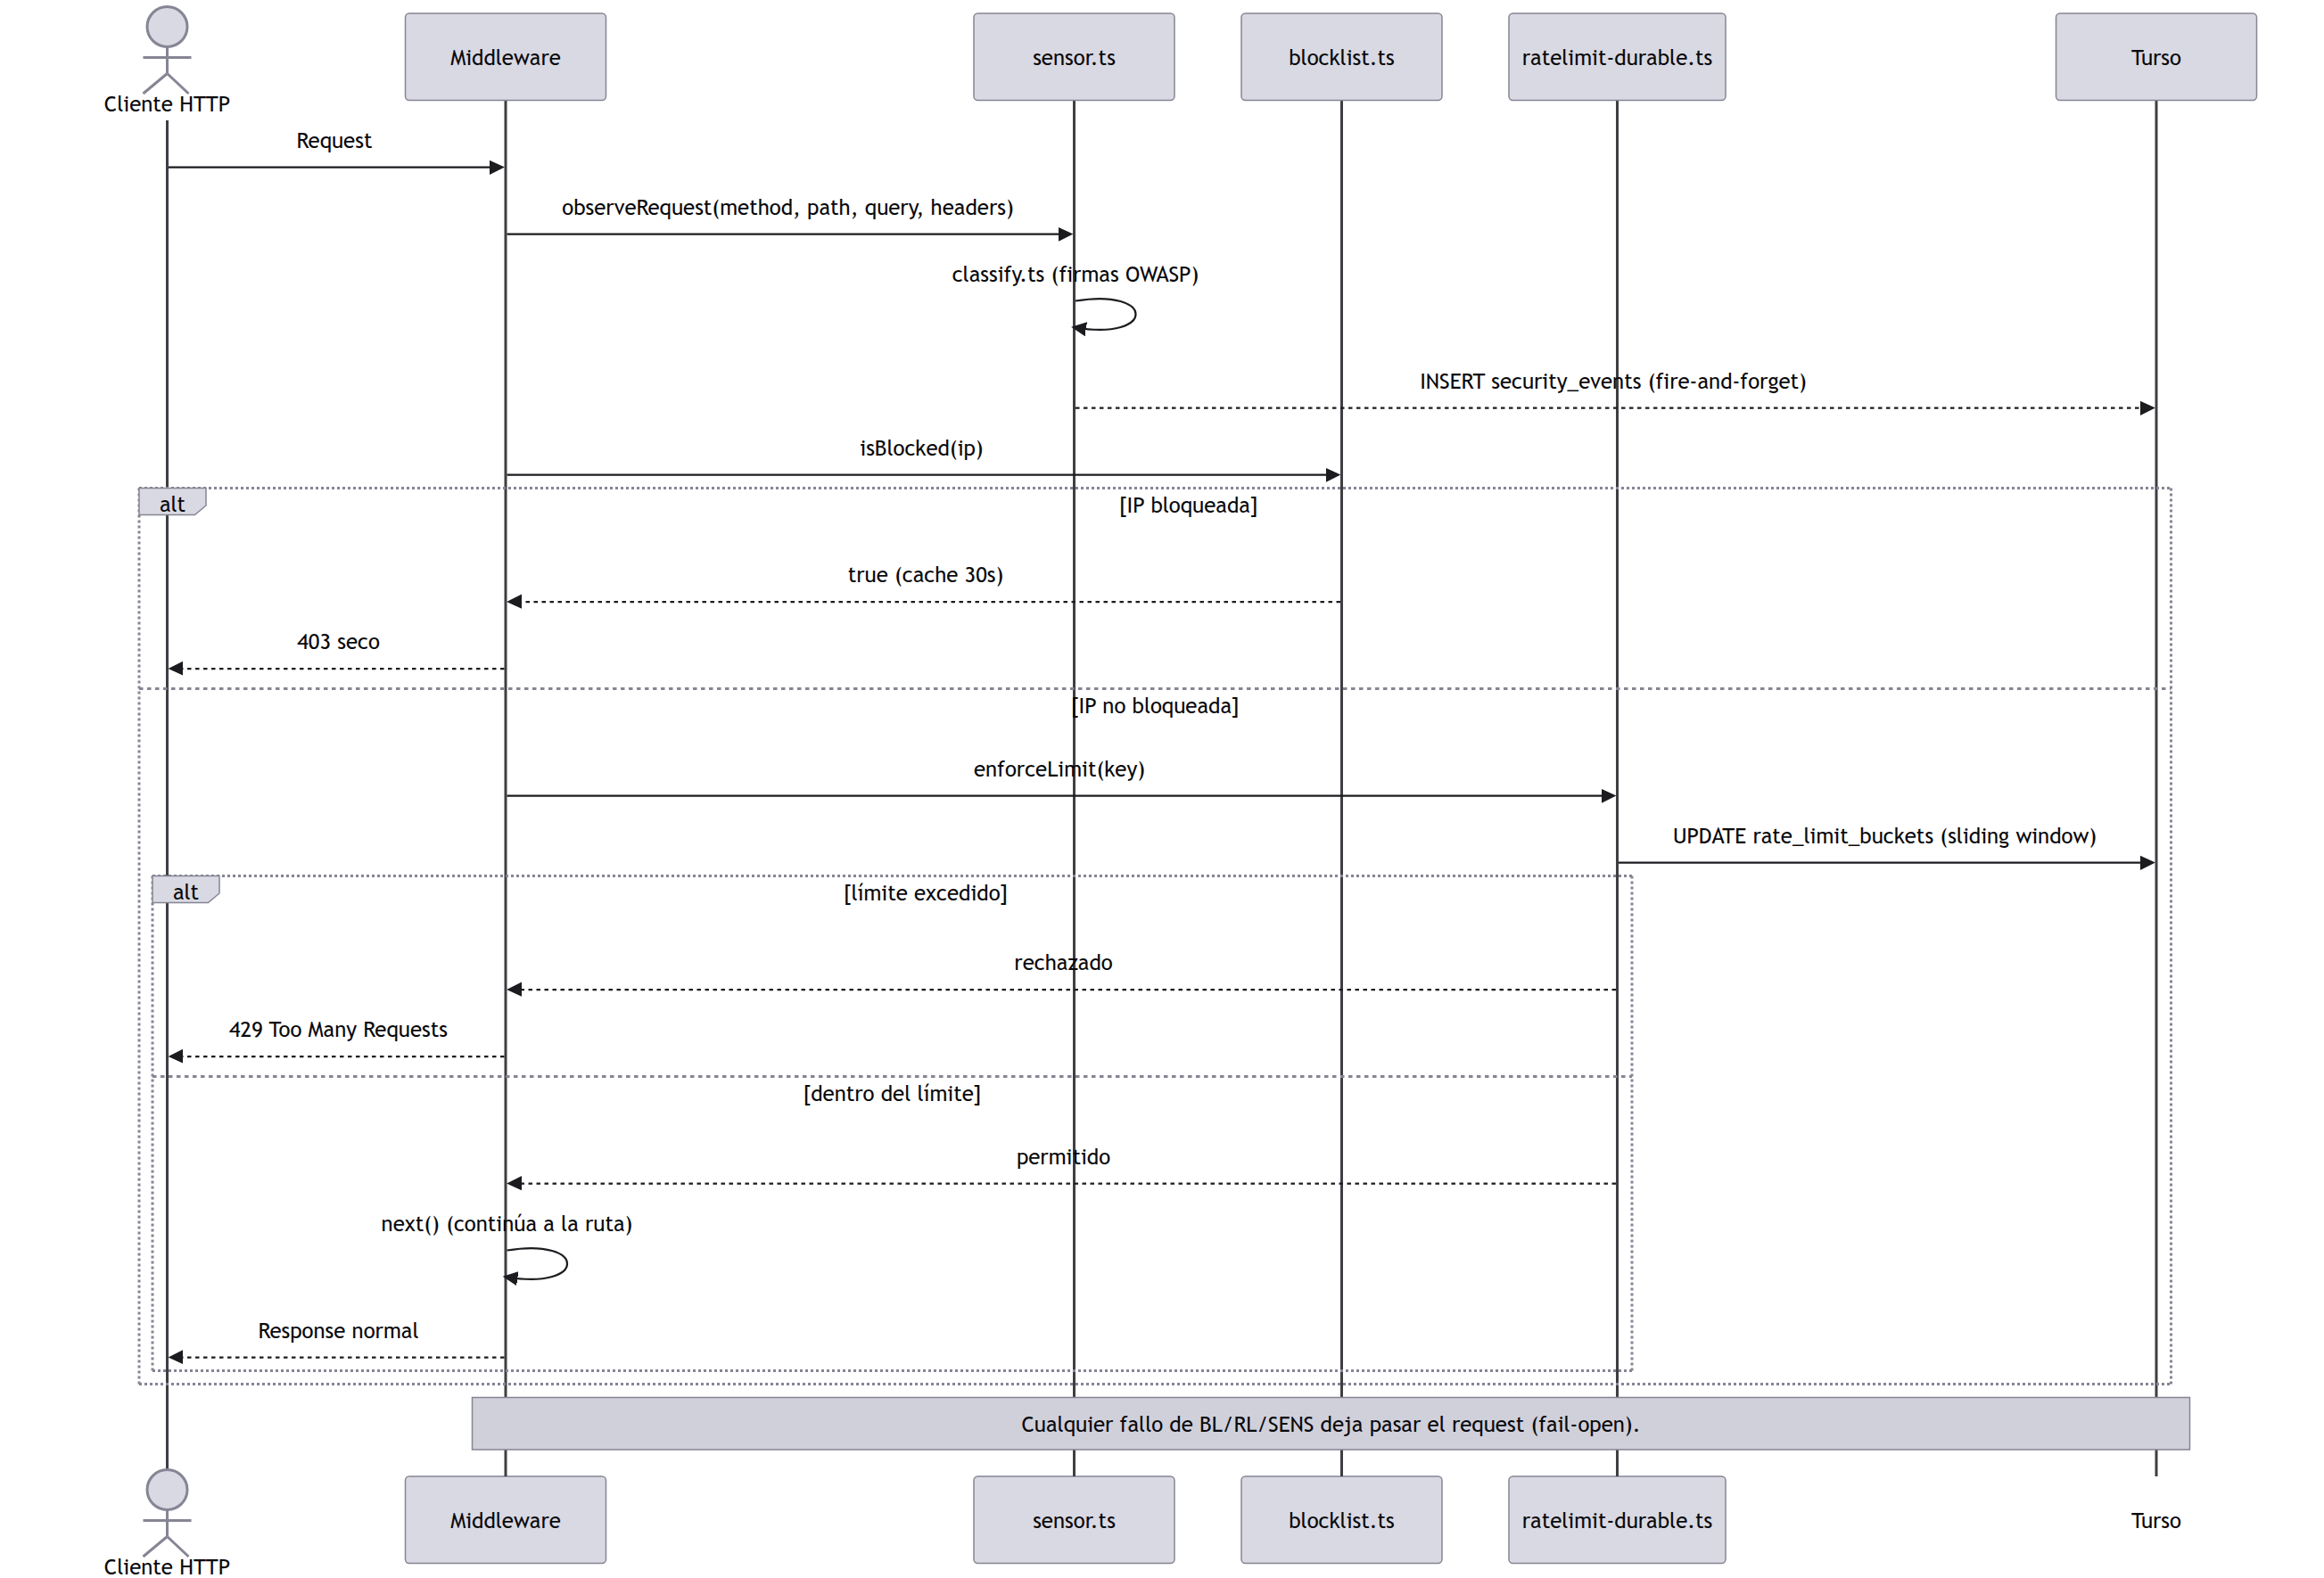 Cliente HTTP
Middleware
sensor.ts
blocklist.ts
ratelimit-durable.ts
Turso
Request
observeRequest(method, path, query, headers)
classify.ts (firmas OWASP)
INSERT security_events (fire-and-forget)
isBlocked(ip)
alt
[IP bloqueada]
true (cache 30s)
403 seco
[IP no bloqueada]
enforceLimit(key)
UPDATE rate_limit_buckets (sliding window)
alt
[límite excedido]
rechazado
429 Too Many Requests
[dentro del límite]
permitido
next() (continúa a la ruta)
Response normal
Cualquier fallo de BL/RL/SENS deja pasar el request (fail-open).
Cliente HTTP
Middleware
sensor.ts
blocklist.ts
ratelimit-durable.ts
Turso